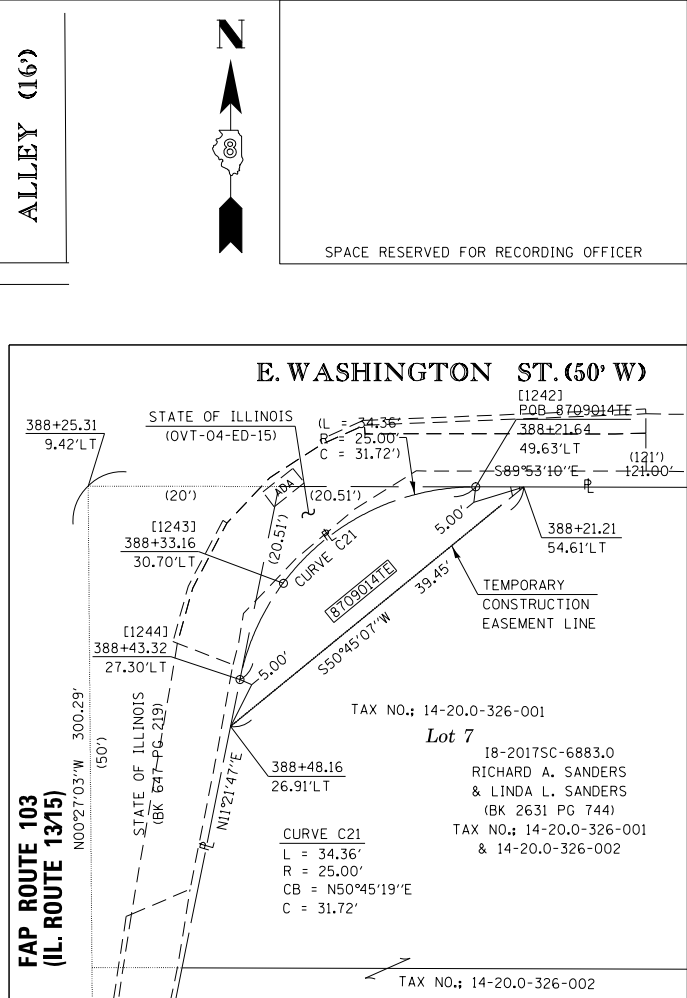 ALLEY (16')
N
8
SPACE RESERVED FOR RECORDING OFFICER
E. WASHINGTON ST. (50' W)
388+25.31
9.42'LT
STATE OF ILLINOIS
(OVT-04-ED-15)
(L = 34.36'
R = 25.00'
C = 31.72')
[1242]
POB 8709014TE
388+21.64
49.63'LT
S89°53'10"E
(121')
121.00'
PL
(20')
ADA
(20.51')
(20.51')
5.00'
388+21.21
54.61'LT
[1243]
388+33.16
30.70'LT
PL
CURVE C21
8709014TE
39.45'
S50°45'07"W
TEMPORARY
CONSTRUCTION
EASEMENT LINE
[1244]
388+43.32
27.30'LT
5.00'
TAX NO.; 14-20.0-326-001
Lot 7
I8-2017SC-6883.0
RICHARD A. SANDERS
& LINDA L. SANDERS
(BK 2631 PG 744)
TAX NO.; 14-20.0-326-001
& 14-20.0-326-002
388+48.16
26.91'LT
N00°27'03"W 300.29'
(50')
STATE OF ILLINOIS
(BK 647 PG 219)
N11°21'47"E
PL
CURVE C21
L = 34.36'
R = 25.00'
CB = N50°45'19"E
C = 31.72'
FAP ROUTE 103
(IL. ROUTE 13/15)
TAX NO.; 14-20.0-326-002